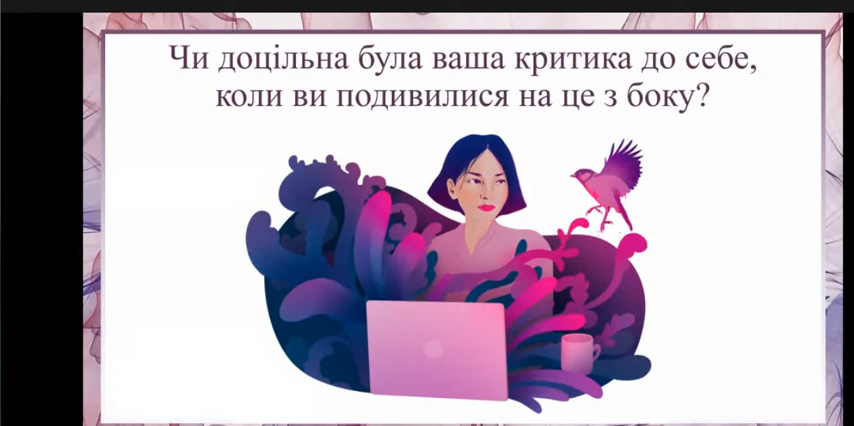 Чи доцільна була ваша критика до себе,
коли ви подивилися на це з боку?